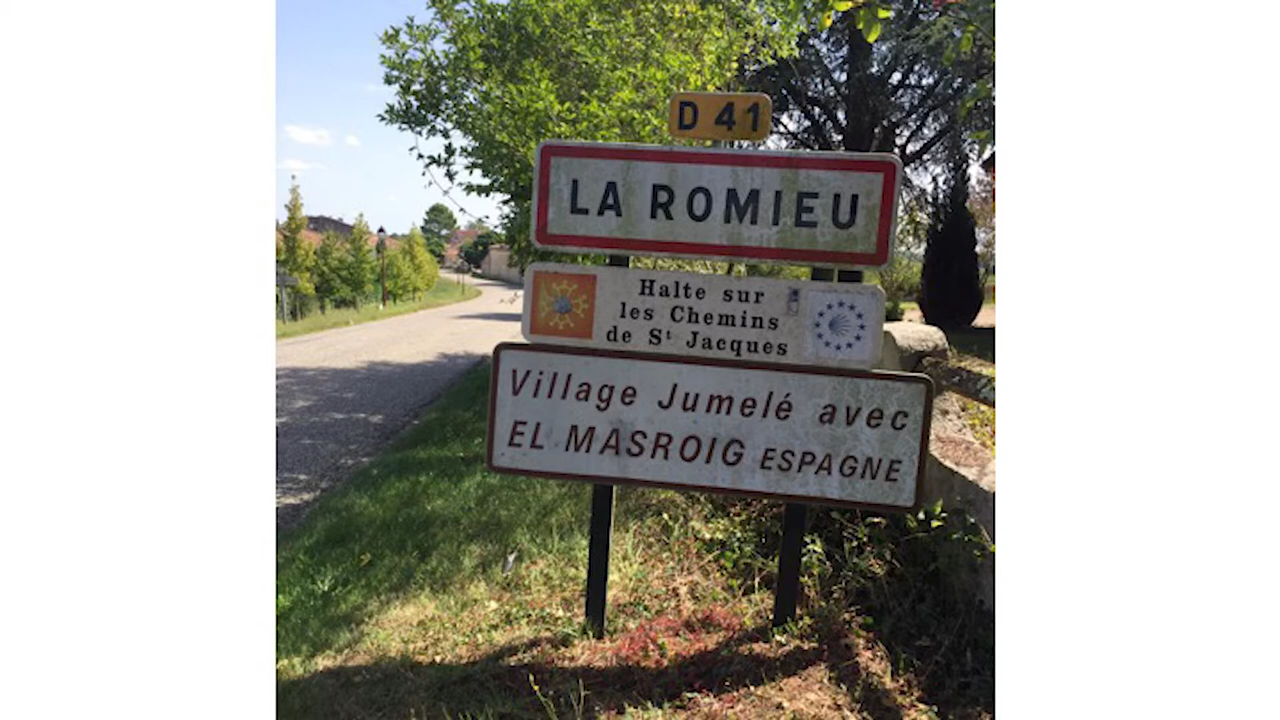 D 41
LA ROMIEU
Halte sur
les Chemins
de St Jacques
Village Jumelé avec
EL MASROIG ESPAGNE